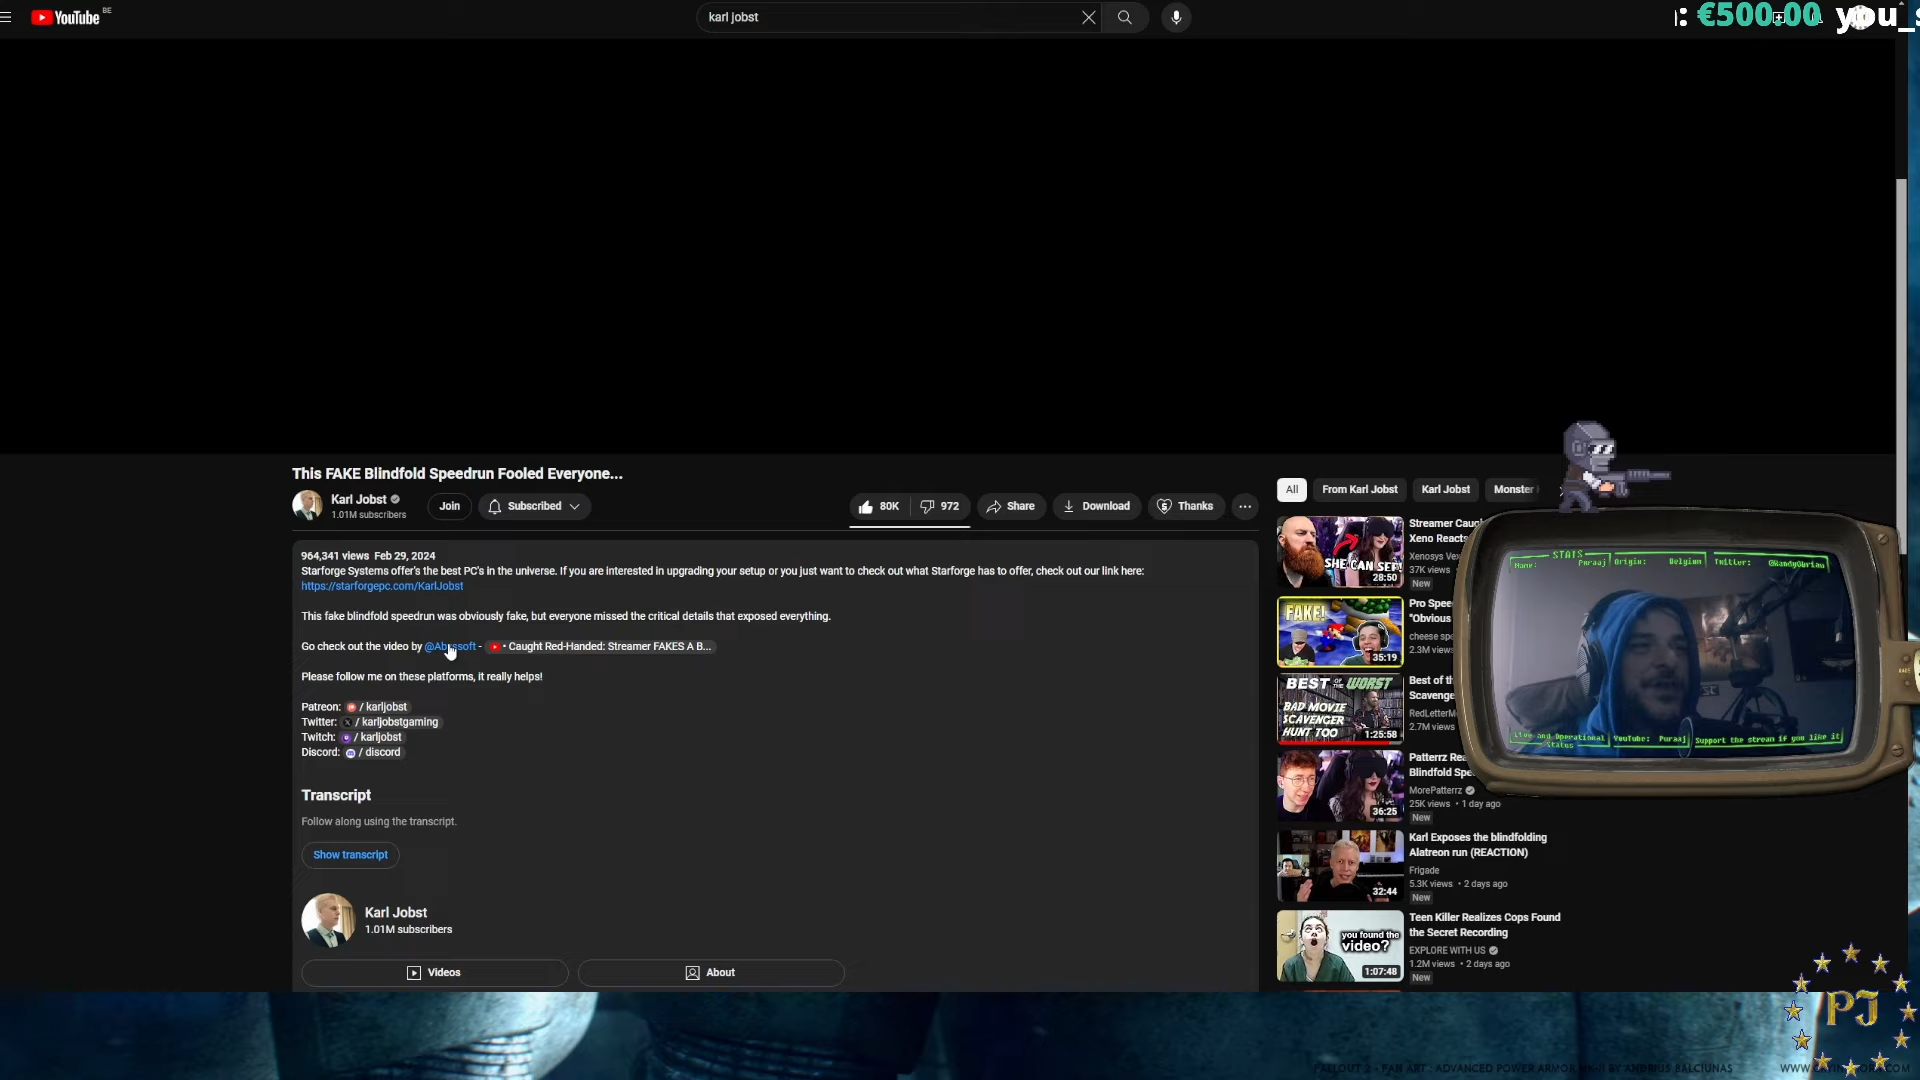 YouTube BE
karl jobst
: €500.00 you_s
This FAKE Blindfold Speedrun Fooled Everyone...
Karl Jobst
1.01M subscribers
Join
Subscribed
80K
972
Share
Download
Thanks
964,341 views Feb 29, 2024
Starforge Systems offer's the best PC's in the universe. If you are interested in upgrading your setup or you just want to check out what Starforge has to offer, check out our link here:
https://starforgepc.com/KarlJobst
This fake blindfold speedrun was obviously fake, but everyone missed the critical details that exposed everything.
Go check out the video by @Abyssoft - • Caught Red-Handed: Streamer FAKES A B...
Please follow me on these platforms, it really helps!
Patreon: / karljobst
Twitter: / karljobstgaming
Twitch: / karljobst
Discord: / discord
Transcript
Follow along using the transcript.
Show transcript
Karl Jobst
1.01M subscribers
Videos
About
All
From Karl Jobst
Karl Jobst
Monster
SHE CAN SEE!
28:50
Streamer Caug
Xeno Reacts
Xenosys Vex
37K views
New
FAKE!
35:19
Pro Spee
"Obvious
cheese spe
2.3M views
BEST OF THE WORST
BAD MOVIE
SCAVENGER
HUNT TOO
1:25:58
Best of th
Scavenge
RedLetterM
2.7M views
36:25
Patterrz Rea
Blindfold Spe
MorePatterrz
25K views • 1 day ago
New
32:44
Karl Exposes the blindfolding
Alatreon run (REACTION)
Frigade
5.3K views • 2 days ago
New
you found the
video?
1:07:48
Teen Killer Realizes Cops Found
the Secret Recording
EXPLORE WITH US
1.2M views • 2 days ago
New
STATS
Name: Puraaj
Origin: Belgium
Twitter: @HandyObriau
Live and Operational
Status
YouTube: Puraaj
Support the stream if you like it
PJ
FALLOUT 2 - FAN ART : ADVANCED POWER ARMOR MK-II BY ANDRIUS BALCIUNAS